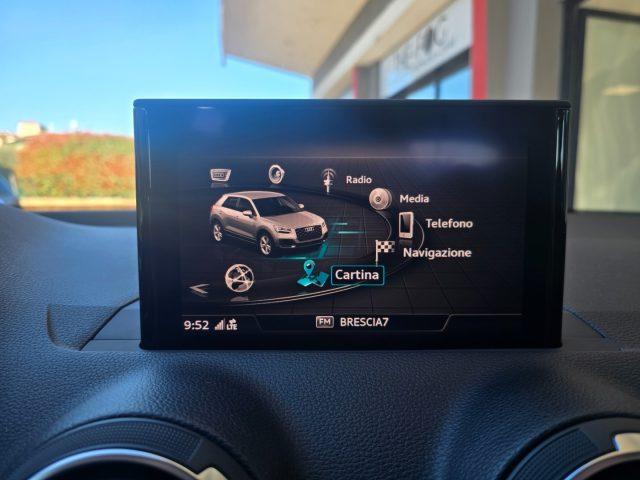 Radio
Media
Telefono
Navigazione
Cartina
9:52 LTE
FM BRESCIA7